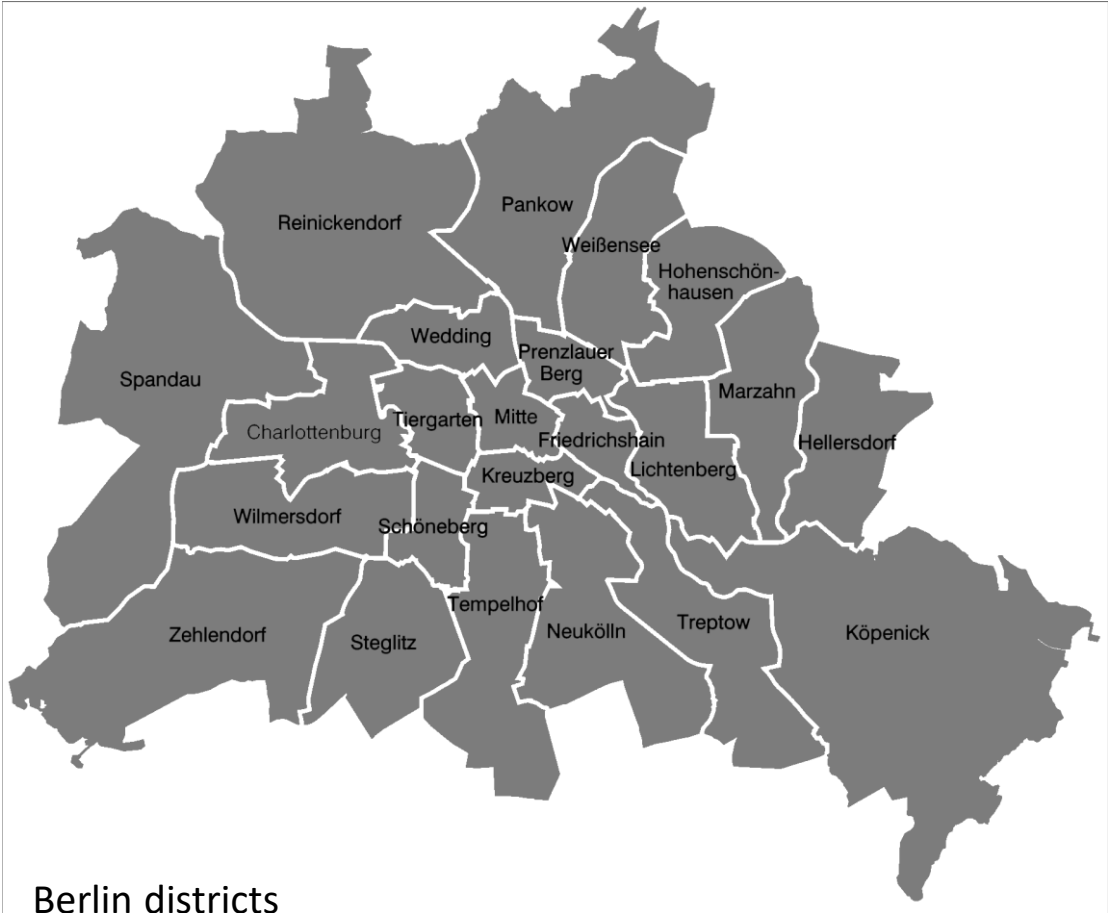 Pankow
Reinickendorf
Weißensee
Hohenschön-
hausen
Wedding
Prenzlauer
Berg
Spandau
Marzahn
Tiergarten
Mitte
Charlottenburg
Friedrichshain
Hellersdorf
Lichtenberg
Kreuzberg
Wilmersdorf
Schöneberg
Tempelhof
Treptow
Neukölln
Köpenick
Zehlendorf
Steglitz
Berlin districts